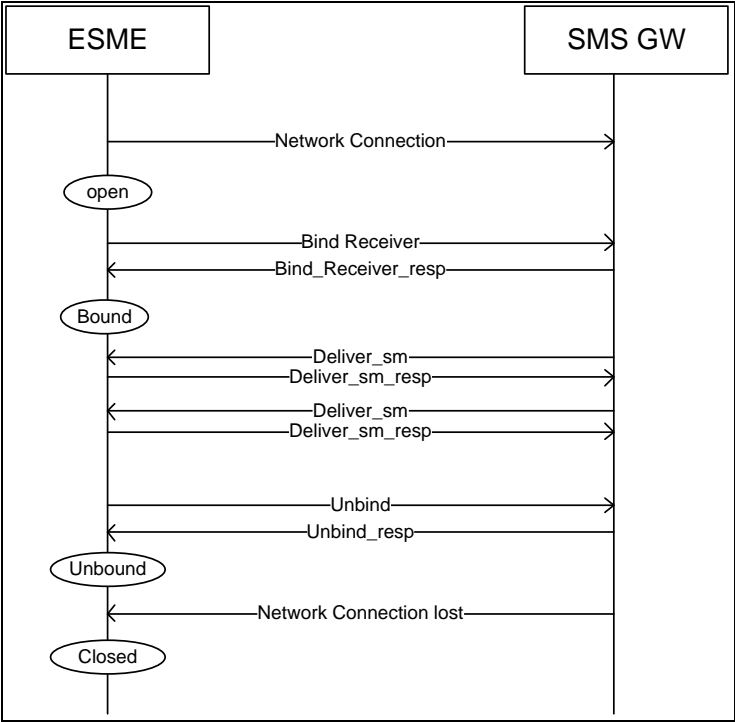 ESME
SMS GW
Network Connection
open
Bind Receiver
Bind_Receiver_resp
Bound
Deliver_sm
Deliver_sm_resp
Deliver_sm
Deliver_sm_resp
Unbind
Unbind_resp
Unbound
Network Connection lost
Closed